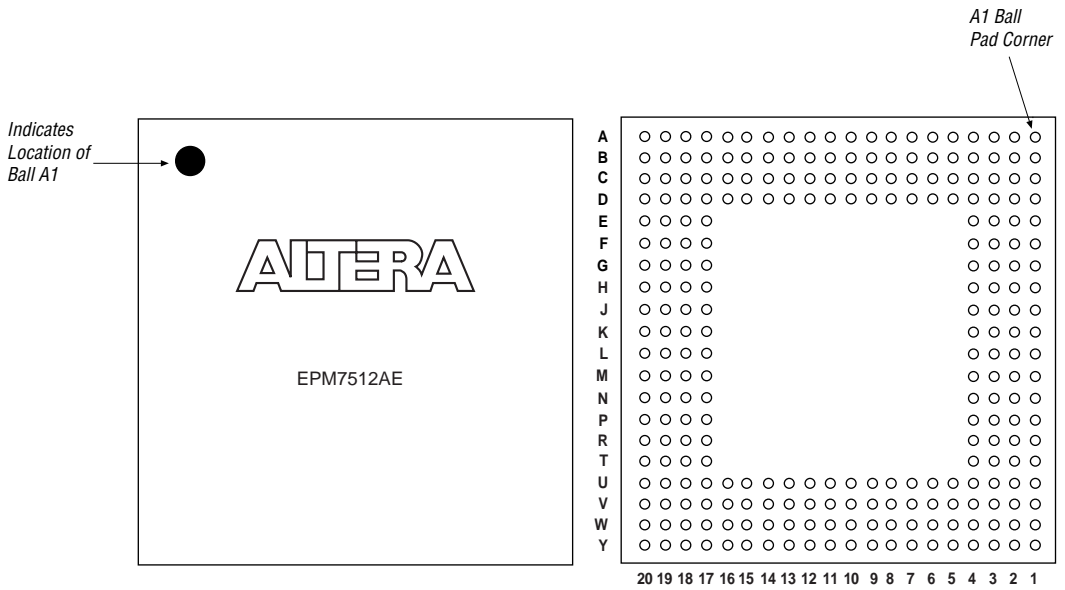 A1 Ball
Pad Corner
Indicates
Location of
Ball A1
ALTERA
EPM7512AE
A
B
C
D
E
F
G
H
J
K
L
M
N
P
R
T
U
V
W
Y
20 19 18 17 16 15 14 13 12 11 10 9 8 7 6 5 4 3 2 1